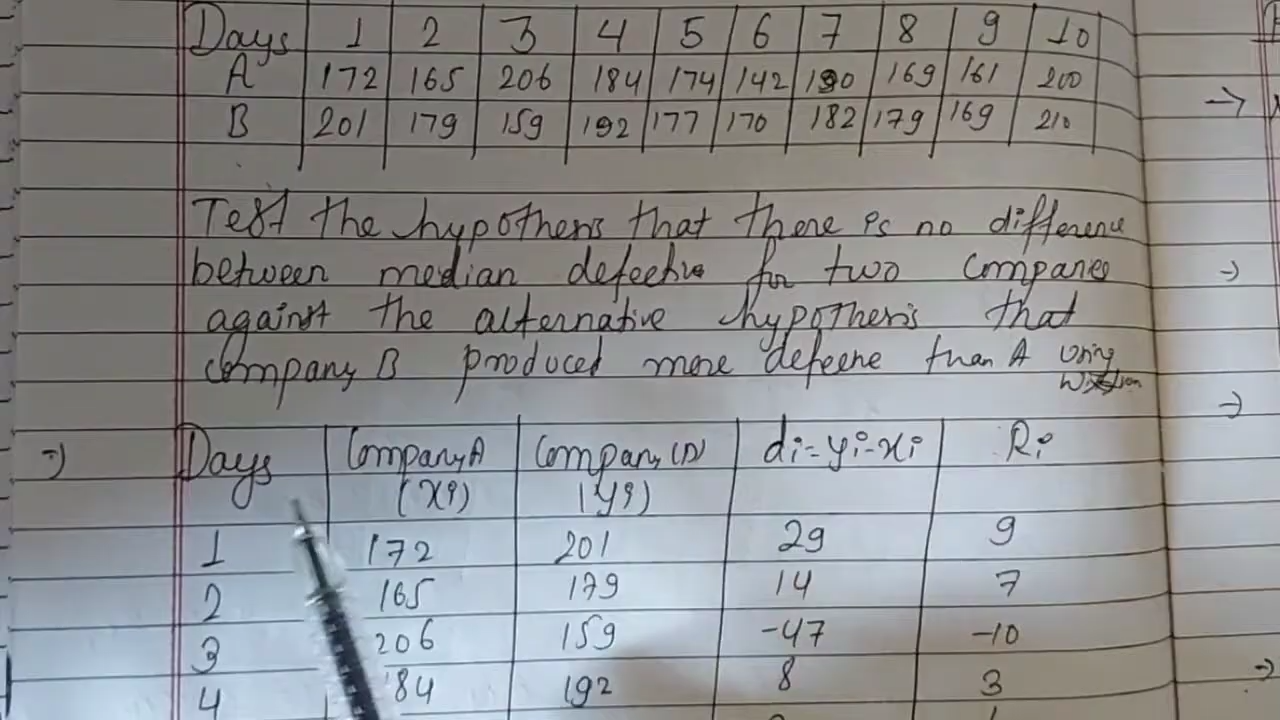 Days 1 2 3 4 5 6 7 8 9 10
A 172 165 206 184 174 142 190 169 161 200
B 201 179 159 192 177 170 182 179 169 210
Test the hypothesis that there is no difference
between median defective for two companies
against the alternative hypothesis that
company B produced more defective than A using
Days Company A Company (B) di = yi - xi Ri
(xi) (yi)
1 172 201 29 9
2 165 179 14 7
3 206 159 -47 -10
4 84 192 8 3